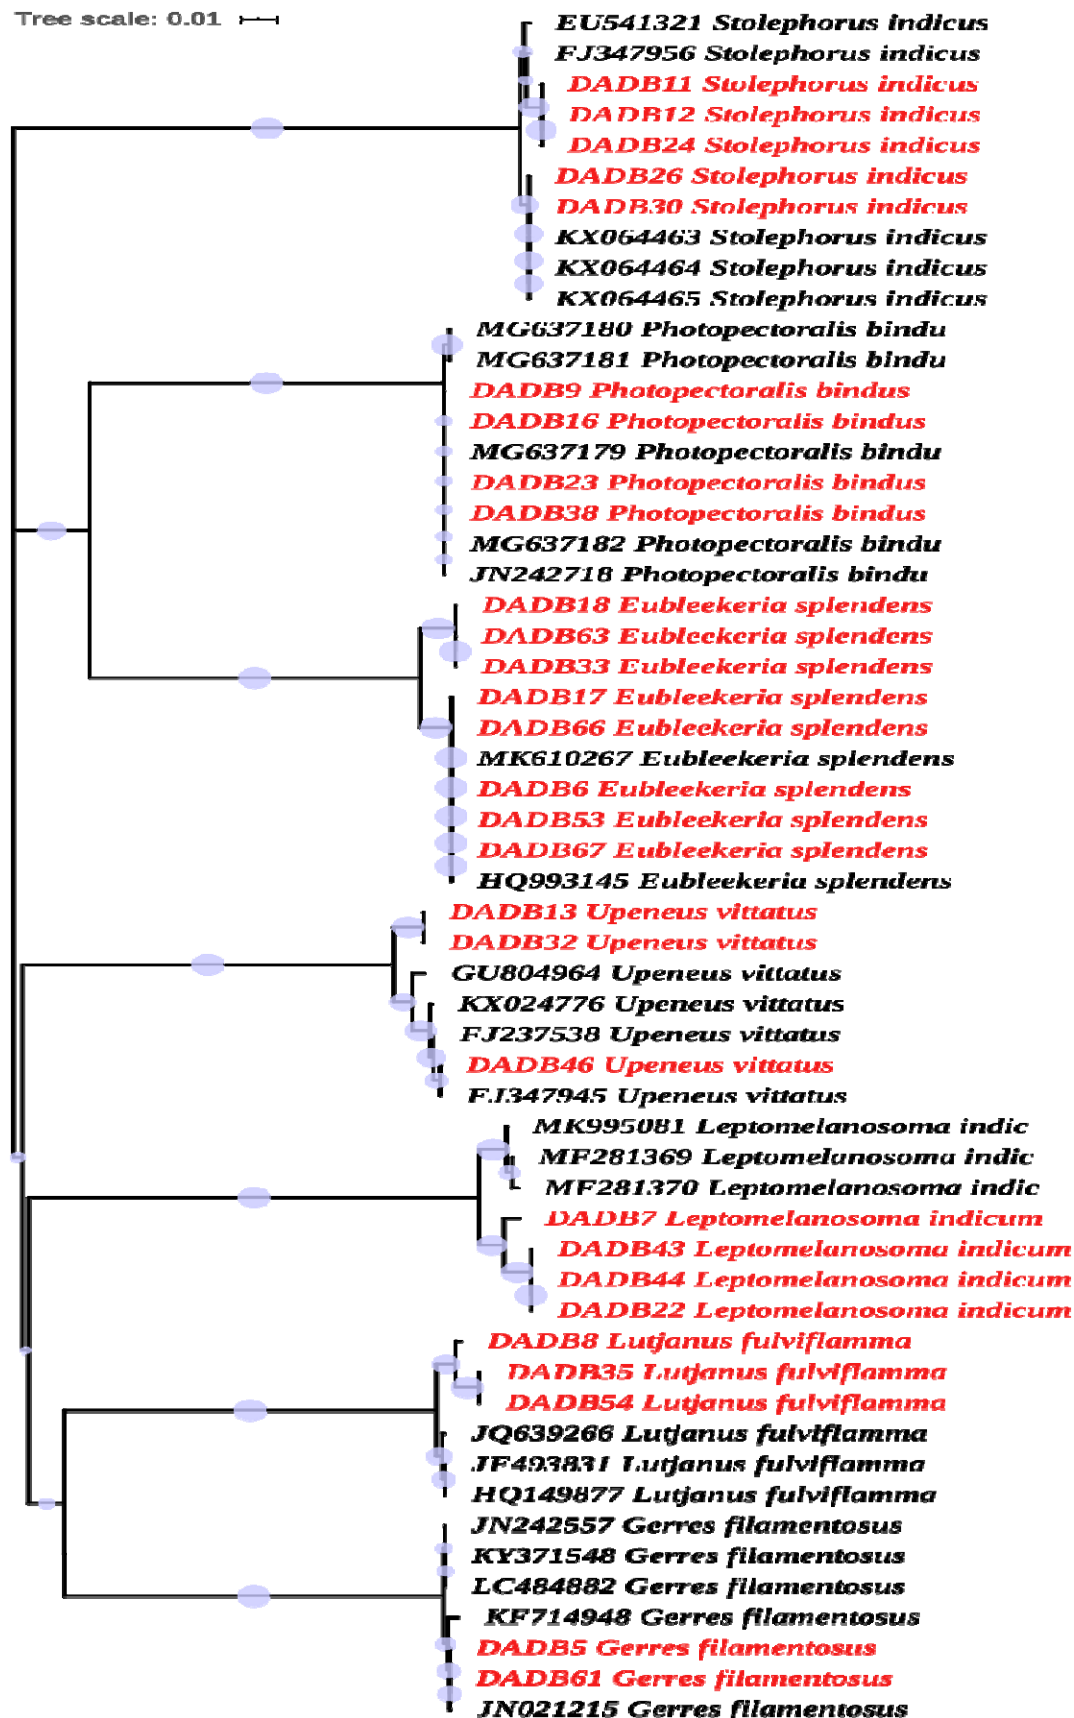 Tree scale: 0.01
EU541321 Stolephorus indicus
FJ347956 Stolephorus indicus
DADB11 Stolephorus indicus
DADB12 Stolephorus indicus
DADB24 Stolephorus indicus
DADB26 Stolephorus indicus
DADB30 Stolephorus indicus
KX064463 Stolephorus indicus
KX064464 Stolephorus indicus
KX064465 Stolephorus indicus
MG637180 Photopectoralis bindu
MG637181 Photopectoralis bindu
DADB9 Photopectoralis bindus
DADB16 Photopectoralis bindus
MG637179 Photopectoralis bindu
DADB23 Photopectoralis bindus
DADB38 Photopectoralis bindus
MG637182 Photopectoralis bindu
JN242718 Photopectoralis bindu
DADB18 Eubleekeria splendens
DADB63 Eubleekeria splendens
DADB33 Eubleekeria splendens
DADB17 Eubleekeria splendens
DADB66 Eubleekeria splendens
MK610267 Eubleekeria splendens
DADB6 Eubleekeria splendens
DADB53 Eubleekeria splendens
DADB67 Eubleekeria splendens
HQ993145 Eubleekeria splendens
DADB13 Upeneus vittatus
DADB32 Upeneus vittatus
GU804964 Upeneus vittatus
KX024776 Upeneus vittatus
FJ237538 Upeneus vittatus
DADB46 Upeneus vittatus
FJ347945 Upeneus vittatus
MK995081 Leptomelanosoma indic
MF281369 Leptomelanosoma indic
MF281370 Leptomelanosoma indic
DADB7 Leptomelanosoma indicum
DADB43 Leptomelanosoma indicum
DADB44 Leptomelanosoma indicum
DADB22 Leptomelanosoma indicum
DADB8 Lutjanus fulviflamma
DADB35 Lutjanus fulviflamma
DADB54 Lutjanus fulviflamma
JQ639266 Lutjanus fulviflamma
JF493831 Lutjanus fulviflamma
HQ149877 Lutjanus fulviflamma
JN242557 Gerres filamentosus
KY371548 Gerres filamentosus
LC484882 Gerres filamentosus
KF714948 Gerres filamentosus
DADB5 Gerres filamentosus
DADB61 Gerres filamentosus
JN021215 Gerres filamentosus